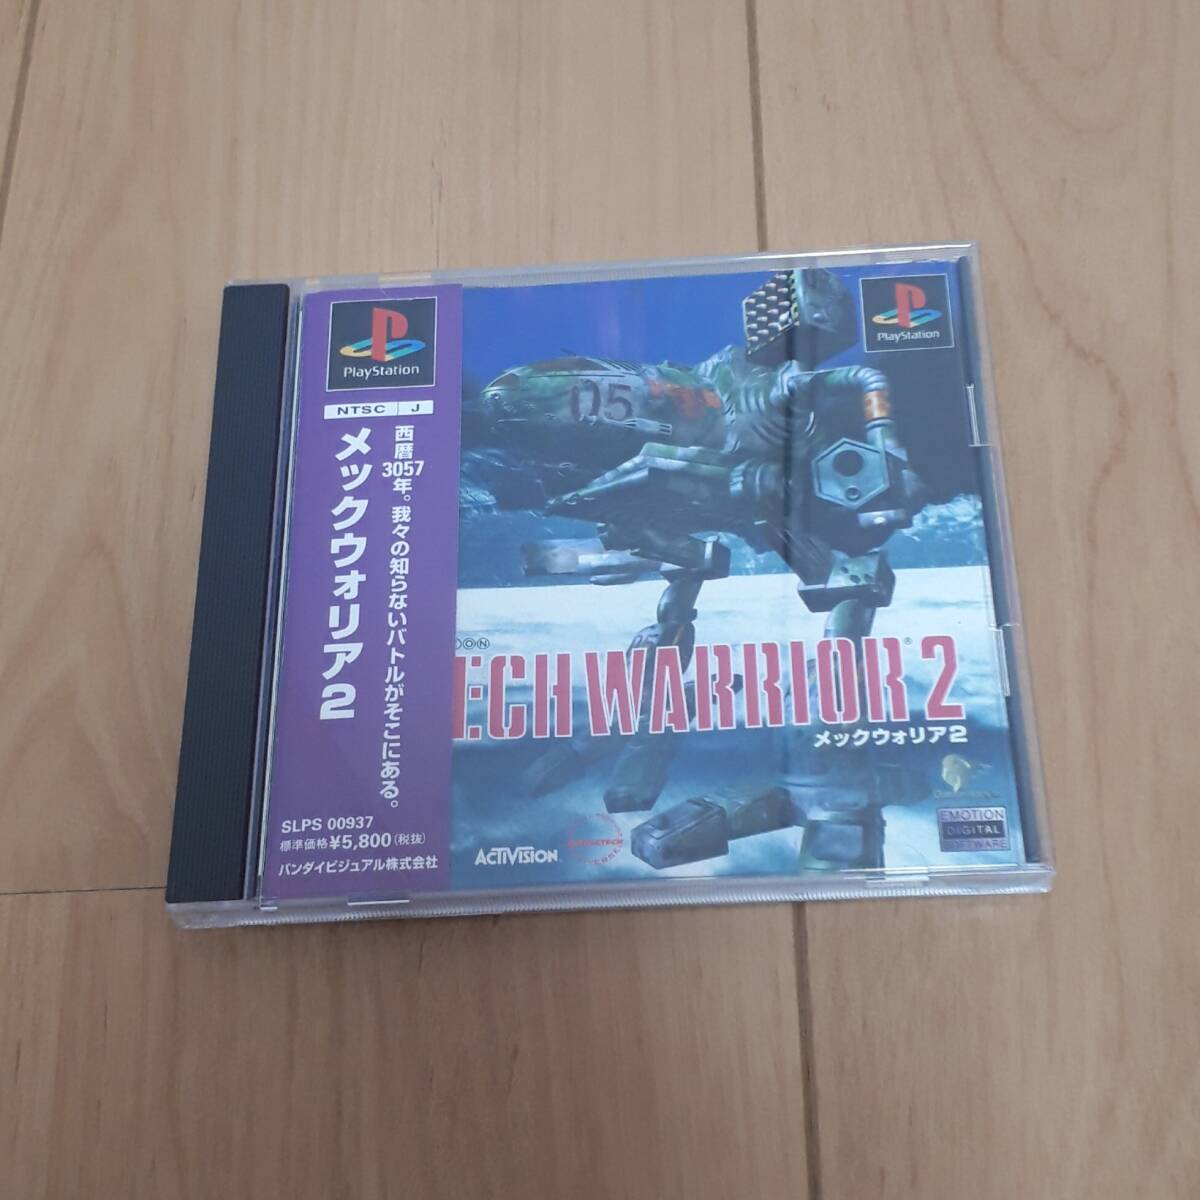 PlayStation
NTSC J
メックウォリア2
西暦3057年。我々の知らないバトルがそこにある。
SLPS 00937
標準価格¥5,800(税抜)
バンダイビジュアル株式会社
PlayStation
05
05
ECHWARRIOR®2
メックウォリア2
ACTIVISION
EMOTION
DIGITAL
SOFTWARE